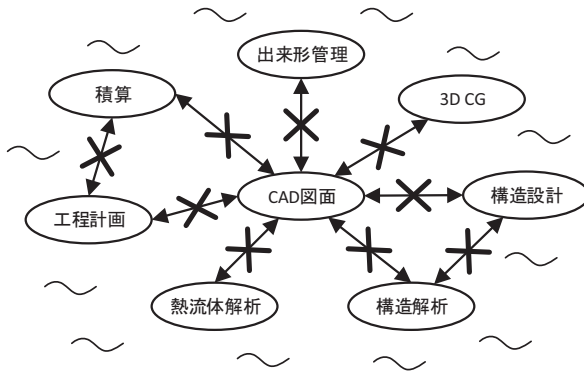 出来形管理
積算
3D CG
工程計画
CAD図面
構造設計
熱流体解析
構造解析